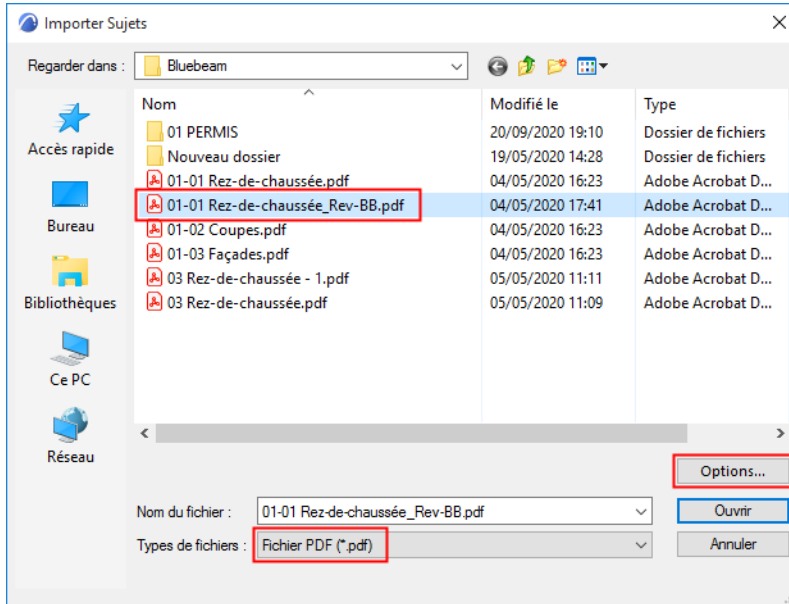 Importer Sujets
Regarder dans : Bluebeam
Nom Modifié le Type
01 PERMIS 20/09/2020 19:10 Dossier de fichiers
Nouveau dossier 19/05/2020 14:28 Dossier de fichiers
01-01 Rez-de-chaussée.pdf 04/05/2020 16:23 Adobe Acrobat D...
01-01 Rez-de-chaussée_Rev-BB.pdf 04/05/2020 17:41 Adobe Acrobat D...
01-02 Coupes.pdf 04/05/2020 16:23 Adobe Acrobat D...
01-03 Façades.pdf 04/05/2020 16:23 Adobe Acrobat D...
03 Rez-de-chaussée - 1.pdf 05/05/2020 11:11 Adobe Acrobat D...
03 Rez-de-chaussée.pdf 05/05/2020 11:09 Adobe Acrobat D...
Accès rapide
Bureau
Bibliothèques
Ce PC
Réseau
Options...
Nom du fichier : 01-01 Rez-de-chaussée_Rev-BB.pdf Ouvrir
Types de fichiers : Fichier PDF (*.pdf) Annuler